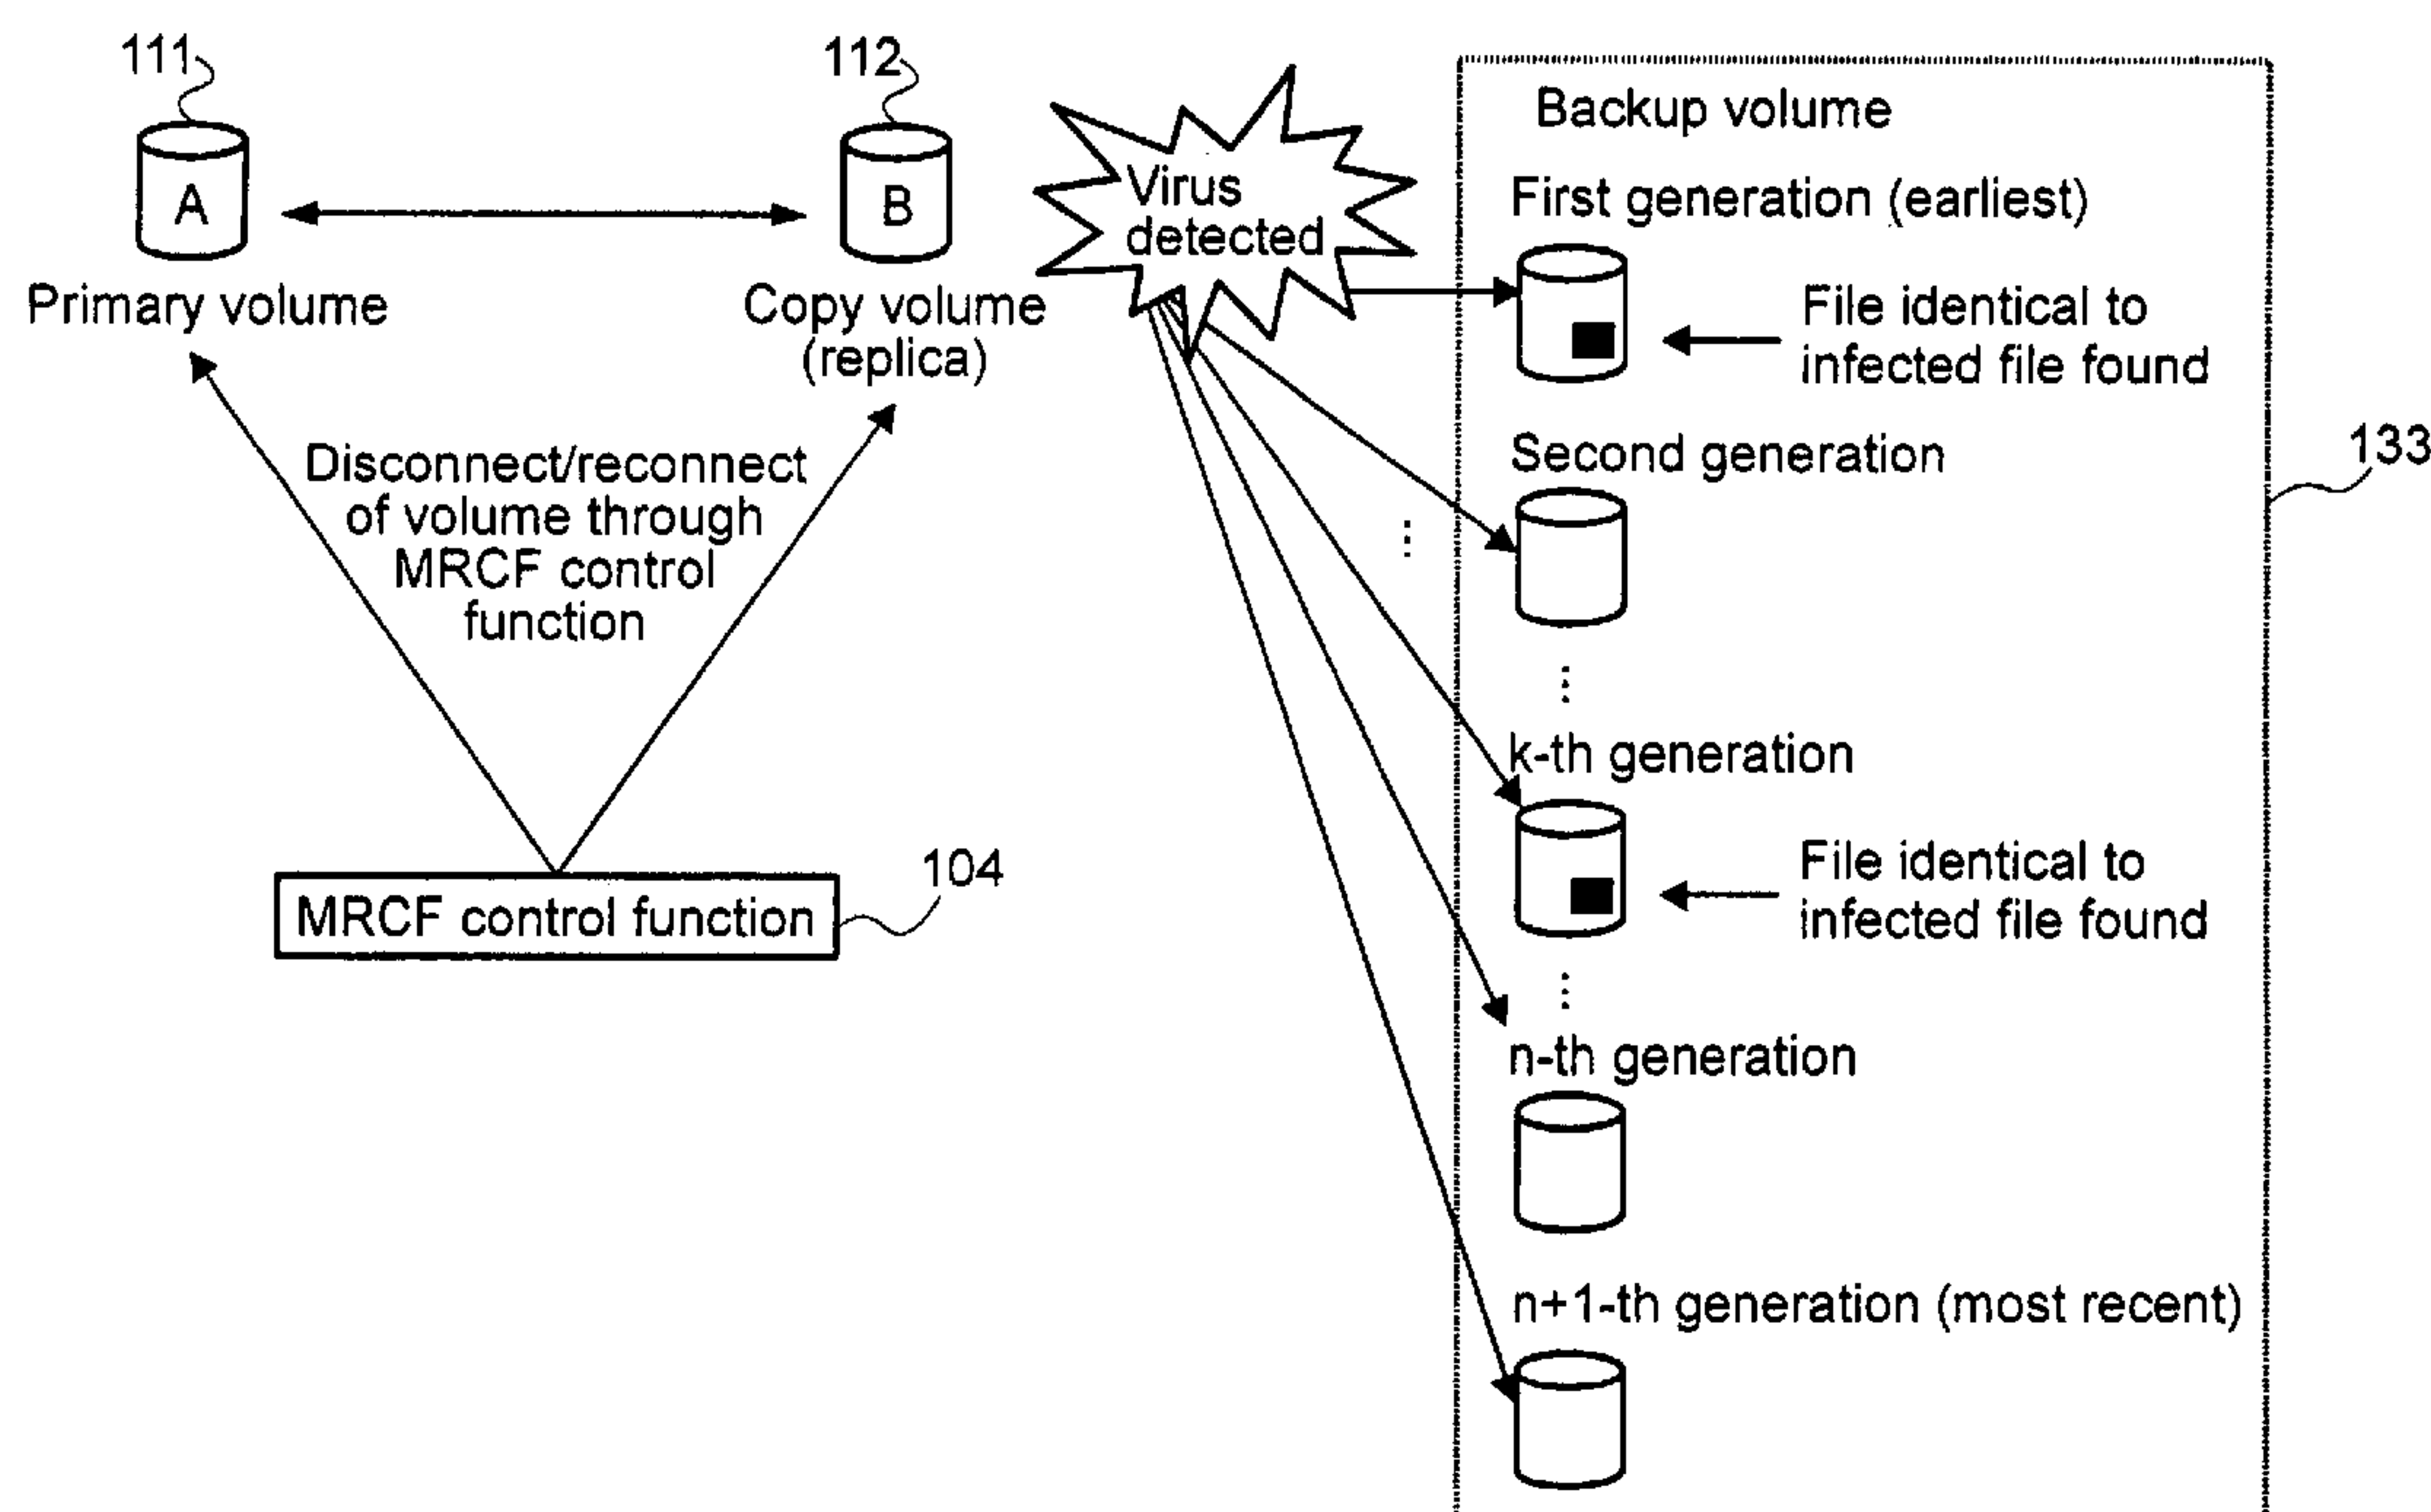 111
A
Primary volume
112
B
Copy volume
(replica)
Disconnect/reconnect
of volume through
MRCF control
function
MRCF control function
104
Virus
detected
Backup volume
First generation (earliest)
File identical to
infected file found
Second generation
133
k-th generation
File identical to
infected file found
n-th generation
n+1-th generation (most recent)